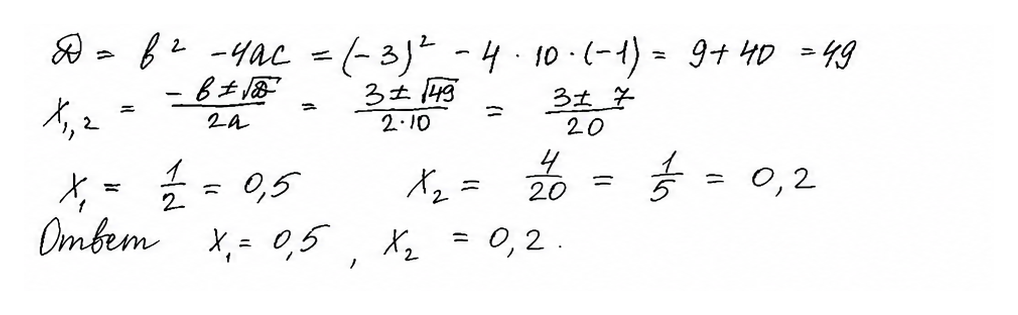 D = b² - 4ac = (-3)² - 4 · 10 · (-1) = 9 + 40 = 49
x₁,₂ = (-b ± √D)/(2a) = (3 ± √49)/(2·10) = (3 ± 7)/20
x₁ = 1/2 = 0,5 x₂ = 4/20 = 1/5 = 0,2
Ответ x₁ = 0,5, x₂ = 0,2.